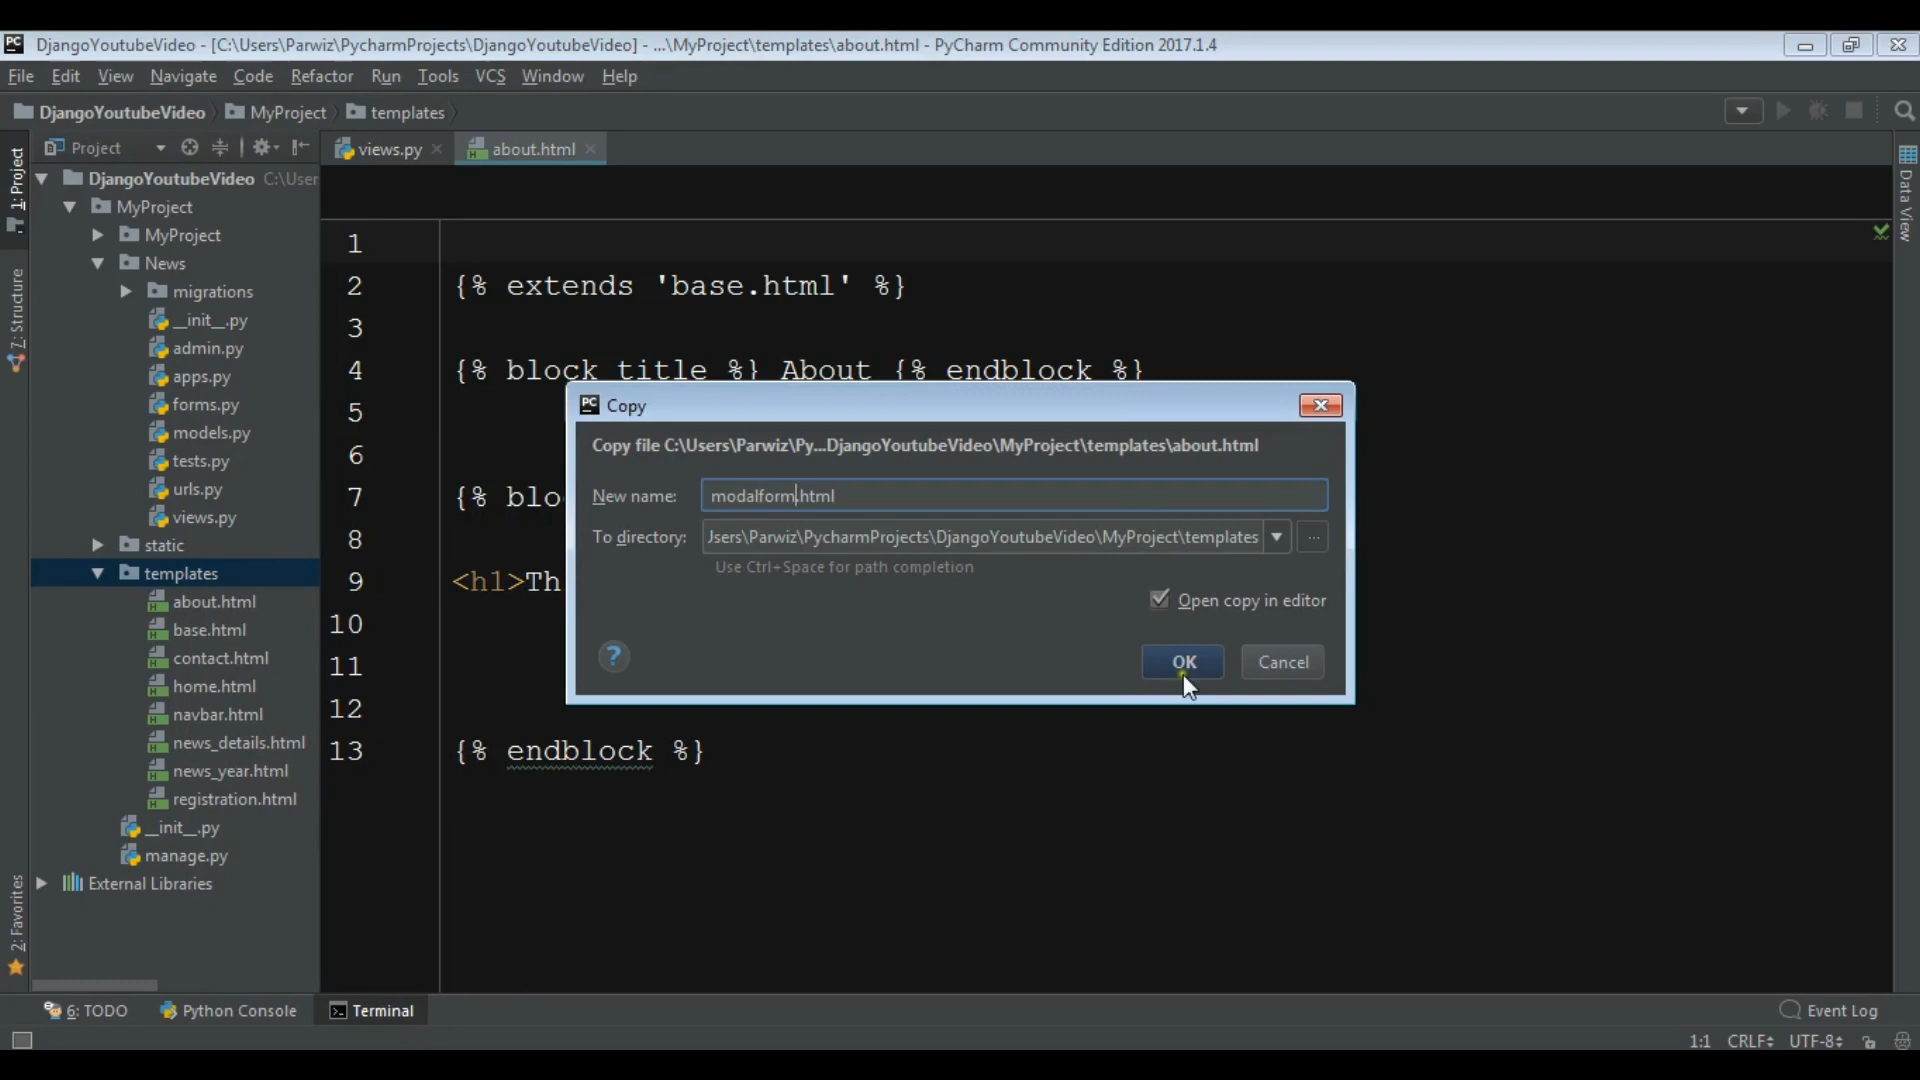 DjangoYoutubeVideo - [C:\Users\Parwiz\PycharmProjects\DjangoYoutubeVideo] - ...\MyProject\templates\about.html - PyCharm Community Edition 2017.1.4
File Edit View Navigate Code Refactor Run Tools VCS Window Help
DjangoYoutubeVideo MyProject templates
Project
views.py about.html
1: Project
7: Structure
2: Favorites
DjangoYoutubeVideo C:\User
MyProject
MyProject
News
migrations
__init__.py
admin.py
apps.py
forms.py
models.py
tests.py
urls.py
views.py
static
templates
about.html
base.html
contact.html
home.html
navbar.html
news_details.html
news_year.html
registration.html
__init__.py
manage.py
External Libraries
1
2 {% extends 'base.html' %}
3
4 {% block title %} About {% endblock %}
5
6
7 {% blo
8
9 <h1>Th
10
11
12
13 {% endblock %}
PC Copy
Copy file C:\Users\Parwiz\Py...DjangoYoutubeVideo\MyProject\templates\about.html
New name: modalform.html
To directory: Jsers\Parwiz\PycharmProjects\DjangoYoutubeVideo\MyProject\templates ...
Use Ctrl+Space for path completion
Open copy in editor
? OK Cancel
Data View
6: TODO Python Console Terminal Event Log
1:1 CRLF UTF-8